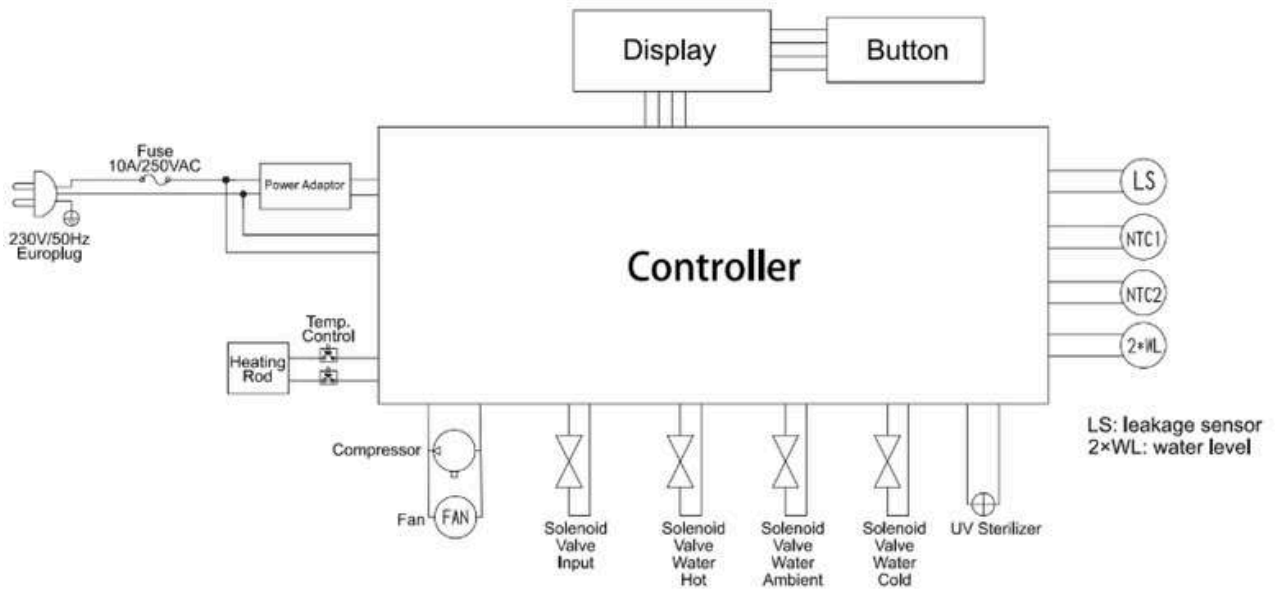 Display
Button
Fuse
10A/250VAC
Power Adaptor
230V/50Hz
Europlug
LS
NTC1
NTC2
2*WL
Controller
Temp.
Control
Heating
Rod
LS: leakage sensor
2×WL: water level
Compressor
Fan
FAN
Solenoid
Valve
Input
Solenoid
Valve
Water
Hot
Solenoid
Valve
Water
Ambient
Solenoid
Valve
Water
Cold
UV Sterilizer